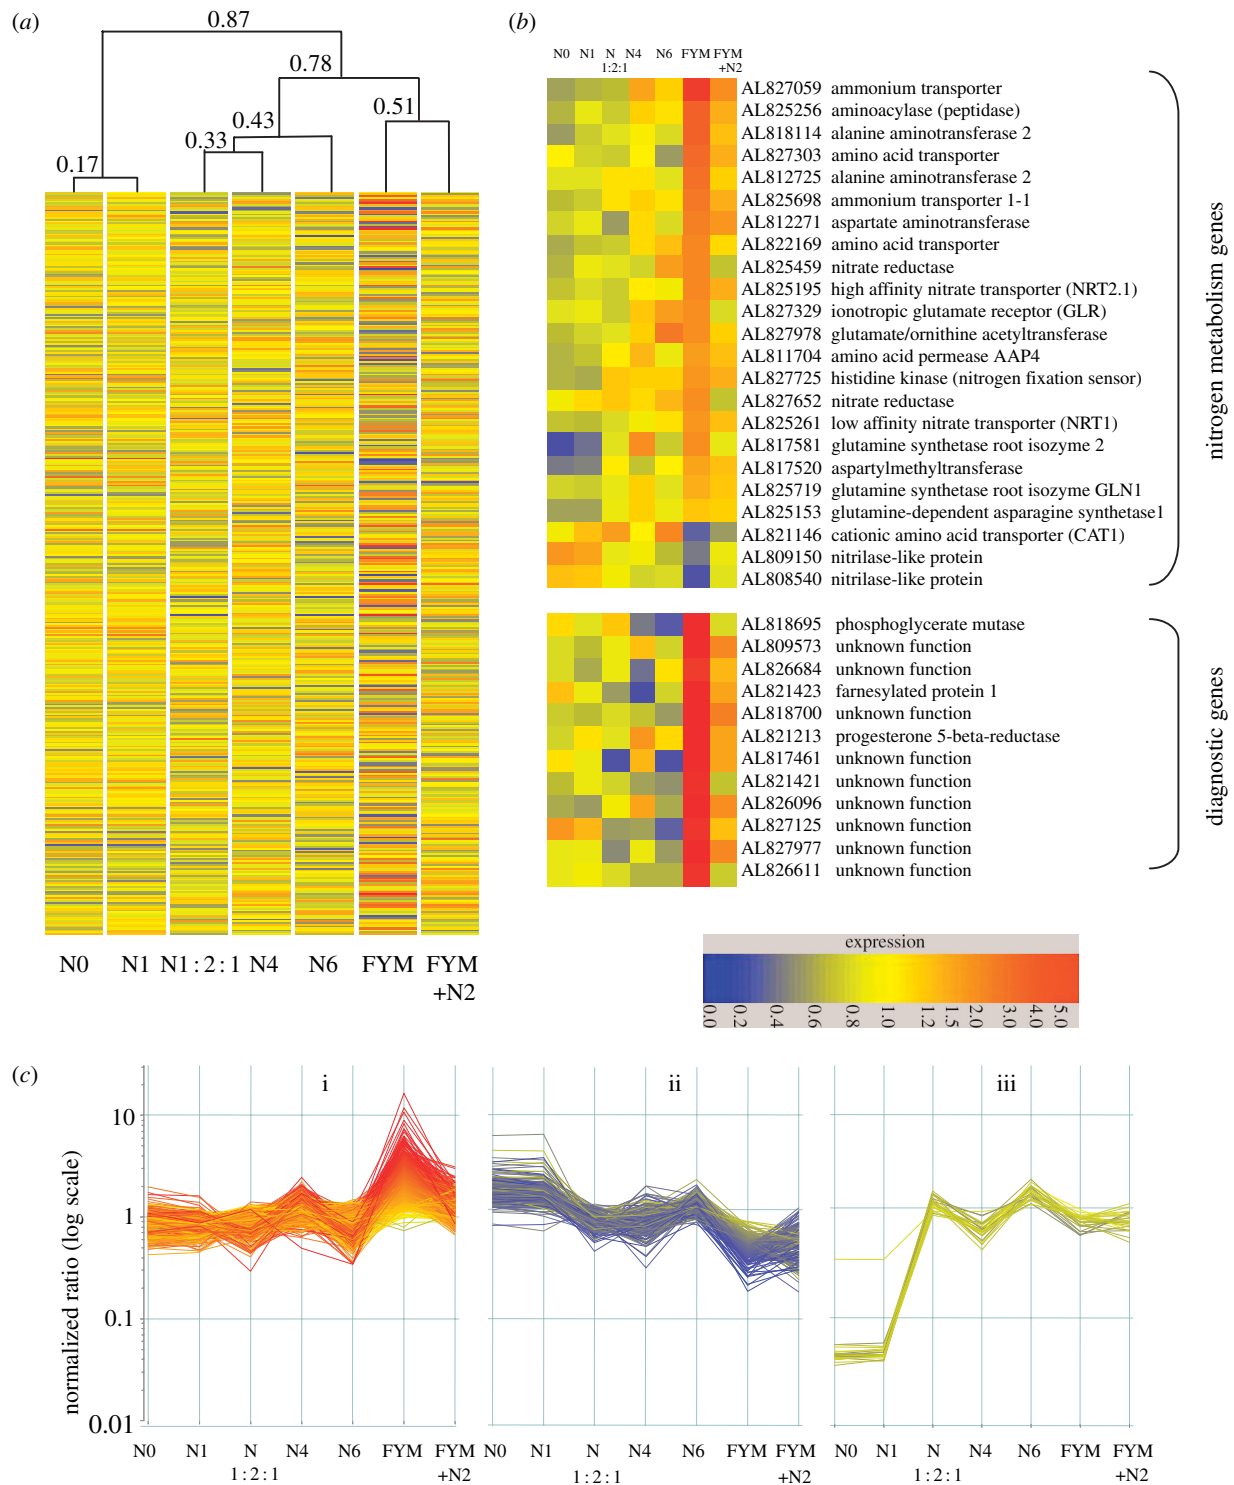 (a)
0.87
0.78
0.51
0.43
0.33
0.17
N0 N1 N1:2:1 N4 N6 FYM FYM
+N2
(b)
N0 N1 N N4 N6 FYM FYM
1:2:1 +N2
AL827059 ammonium transporter
AL825256 aminoacylase (peptidase)
AL818114 alanine aminotransferase 2
AL827303 amino acid transporter
AL812725 alanine aminotransferase 2
AL825698 ammonium transporter 1-1
AL812271 aspartate aminotransferase
AL822169 amino acid transporter
AL825459 nitrate reductase
AL825195 high affinity nitrate transporter (NRT2.1)
AL827329 ionotropic glutamate receptor (GLR)
AL827978 glutamate/ornithine acetyltransferase
AL811704 amino acid permease AAP4
AL827725 histidine kinase (nitrogen fixation sensor)
AL827652 nitrate reductase
AL825261 low affinity nitrate transporter (NRT1)
AL817581 glutamine synthetase root isozyme 2
AL817520 aspartylmethyltransferase
AL825719 glutamine synthetase root isozyme GLN1
AL825153 glutamine-dependent asparagine synthetase1
AL821146 cationic amino acid transporter (CAT1)
AL809150 nitrilase-like protein
AL808540 nitrilase-like protein
nitrogen metabolism genes
AL818695 phosphoglycerate mutase
AL809573 unknown function
AL826684 unknown function
AL821423 farnesylated protein 1
AL818700 unknown function
AL821213 progesterone 5-beta-reductase
AL817461 unknown function
AL821421 unknown function
AL826096 unknown function
AL827125 unknown function
AL827977 unknown function
AL826611 unknown function
diagnostic genes
expression
0.0 0.2 0.4 0.6 0.8 1.0 1.2 1.5 2.0 3.0 4.0 5.0
(c)
i
ii
iii
normalized ratio (log scale)
10
1
0.1
0.01
N0 N1 N N4 N6 FYM FYM
1:2:1 +N2
N0 N1 N N4 N6 FYM FYM
1:2:1 +N2
N0 N1 N N4 N6 FYM FYM
1:2:1 +N2